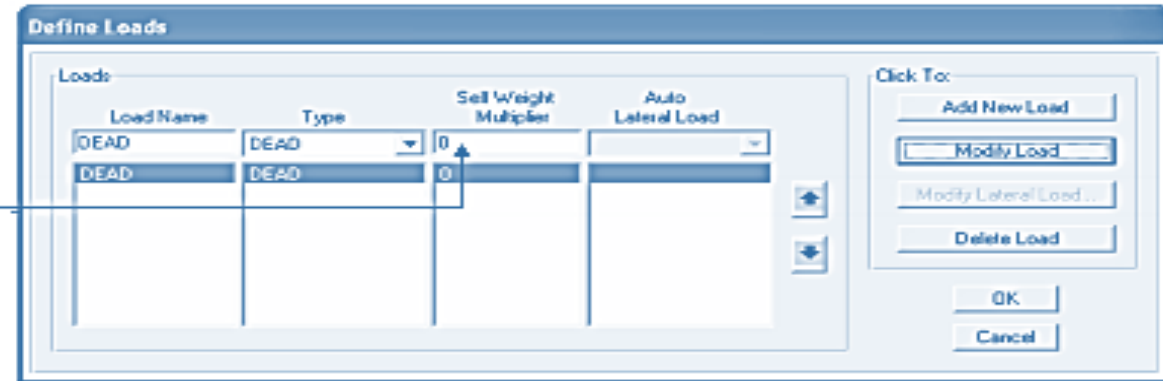 Define Loads
Loads
Click To:
Load Name Type Self Weight Multiplier Auto Lateral Load
DEAD DEAD 0
DEAD DEAD 0
Add New Load
Modify Load
Modify Lateral Load...
Delete Load
OK
Cancel